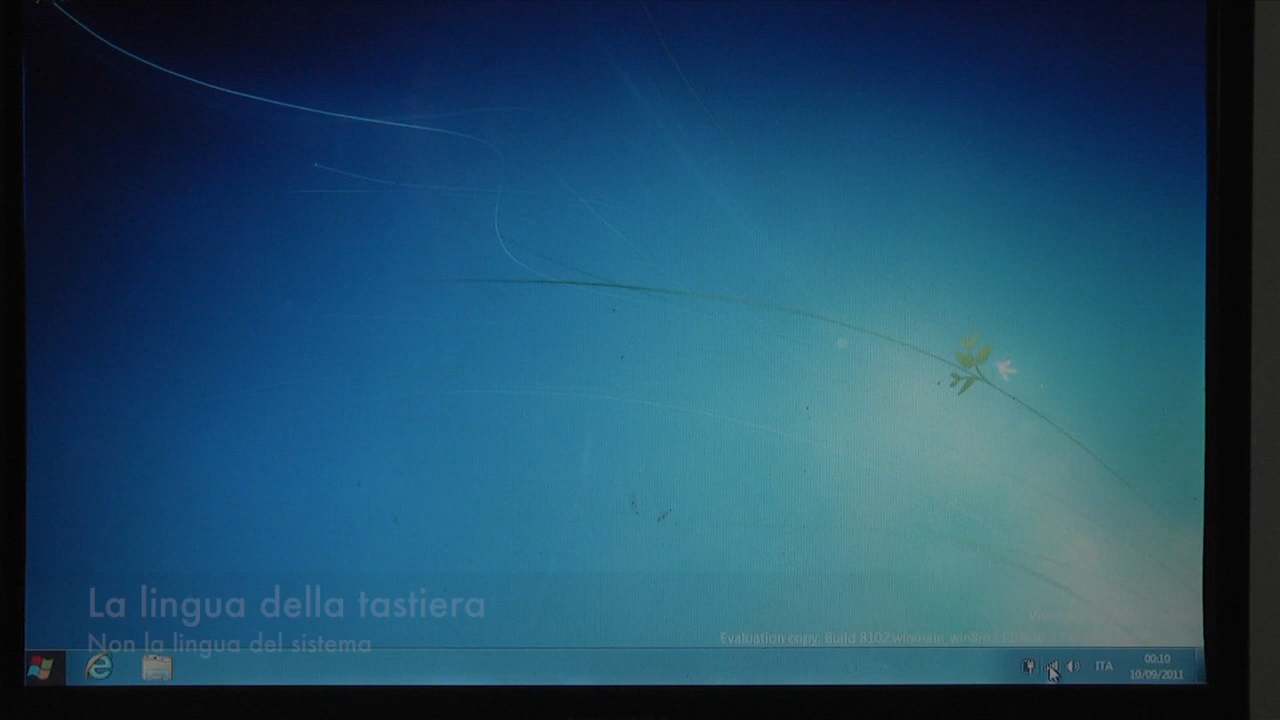 La lingua della tastiera
Non la lingua del sistema
Evaluation copy. Build 8102
ITA
00:10
10/09/2011